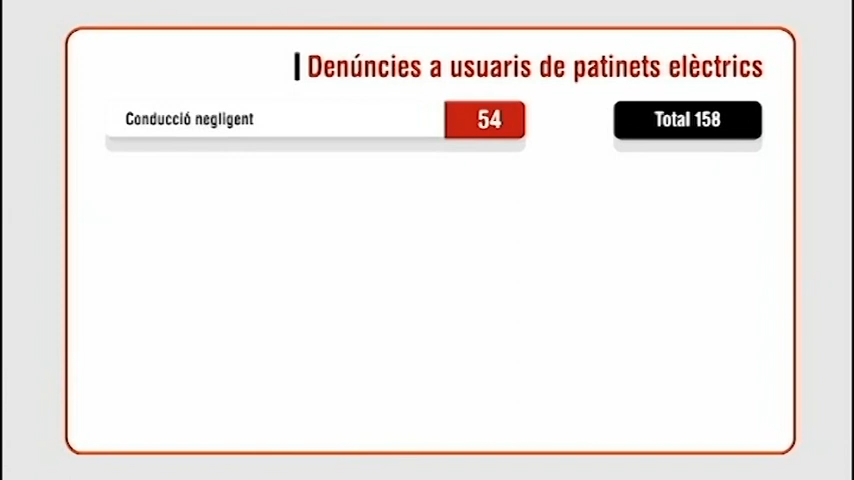 Denúncies a usuaris de patinets elèctrics
Conducció negligent 54 Total 158